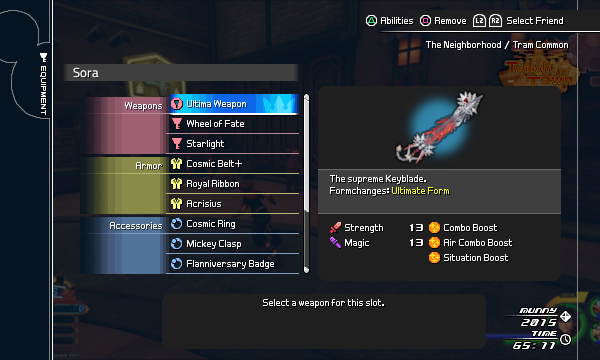 Abilities Remove L2 R2 Select Friend
The Neighborhood / Tram Common
Twilight Town
EQUIPMENT
Sora
Weapons
Ultima Weapon
Wheel of Fate
Starlight
Armor
Cosmic Belt+
Royal Ribbon
Acrisius
Accessories
Cosmic Ring
Mickey Clasp
Flanniversary Badge
The supreme Keyblade.
Formchanges: Ultimate Form
Strength 13 Combo Boost
Magic 13 Air Combo Boost
Situation Boost
Select a weapon for this slot.
MUNNY
2015
TIME
65:11